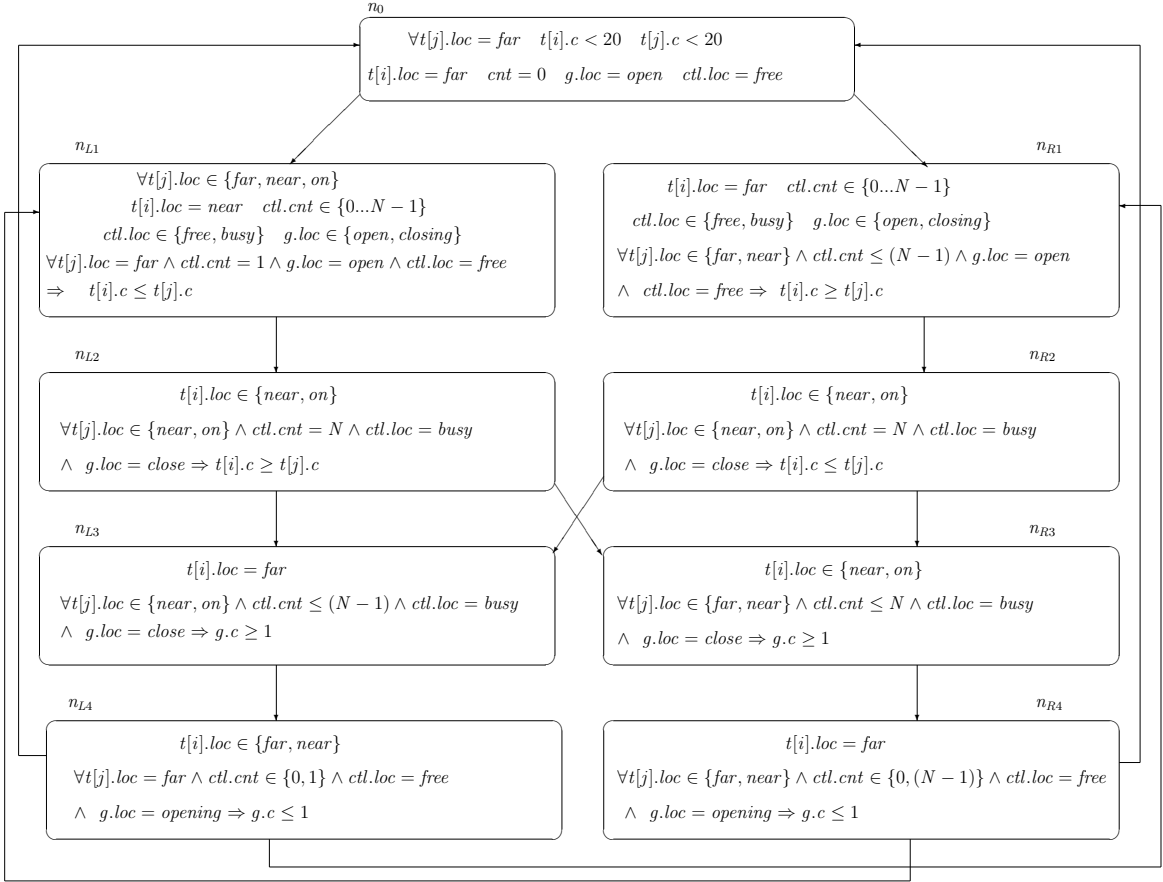 n_0
∀t[j].loc = far t[i].c < 20 t[j].c < 20
t[i].loc = far cnt = 0 g.loc = open ctl.loc = free
n_{L1}
∀t[j].loc ∈ {far, near, on}
t[i].loc = near ctl.cnt ∈ {0...N − 1}
ctl.loc ∈ {free, busy} g.loc ∈ {open, closing}
∀t[j].loc = far ∧ ctl.cnt = 1 ∧ g.loc = open ∧ ctl.loc = free
⇒ t[i].c ≤ t[j].c
n_{R1}
t[i].loc = far ctl.cnt ∈ {0...N − 1}
ctl.loc ∈ {free, busy} g.loc ∈ {open, closing}
∀t[j].loc ∈ {far, near} ∧ ctl.cnt ≤ (N − 1) ∧ g.loc = open
∧ ctl.loc = free ⇒ t[i].c ≥ t[j].c
n_{L2}
t[i].loc ∈ {near, on}
∀t[j].loc ∈ {near, on} ∧ ctl.cnt = N ∧ ctl.loc = busy
∧ g.loc = close ⇒ t[i].c ≥ t[j].c
n_{R2}
t[i].loc ∈ {near, on}
∀t[j].loc ∈ {near, on} ∧ ctl.cnt = N ∧ ctl.loc = busy
∧ g.loc = close ⇒ t[i].c ≤ t[j].c
n_{L3}
t[i].loc = far
∀t[j].loc ∈ {near, on} ∧ ctl.cnt ≤ (N − 1) ∧ ctl.loc = busy
∧ g.loc = close ⇒ g.c ≥ 1
n_{R3}
t[i].loc ∈ {near, on}
∀t[j].loc ∈ {far, near} ∧ ctl.cnt ≤ N ∧ ctl.loc = busy
∧ g.loc = close ⇒ g.c ≥ 1
n_{L4}
t[i].loc ∈ {far, near}
∀t[j].loc = far ∧ ctl.cnt ∈ {0, 1} ∧ ctl.loc = free
∧ g.loc = opening ⇒ g.c ≤ 1
n_{R4}
t[i].loc = far
∀t[j].loc ∈ {far, near} ∧ ctl.cnt ∈ {0, (N − 1)} ∧ ctl.loc = free
∧ g.loc = opening ⇒ g.c ≤ 1